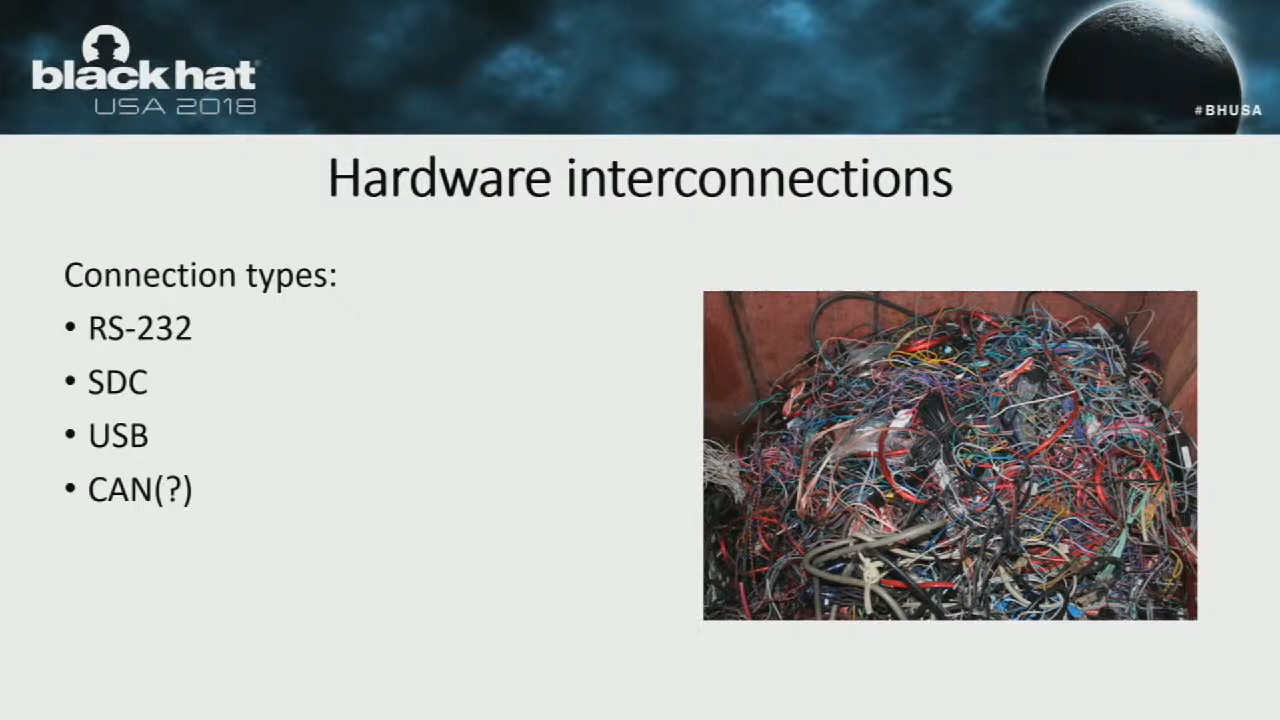 black hat
USA 2018
#BHUSA
Hardware interconnections
Connection types:
• RS-232
• SDC
• USB
• CAN(?)